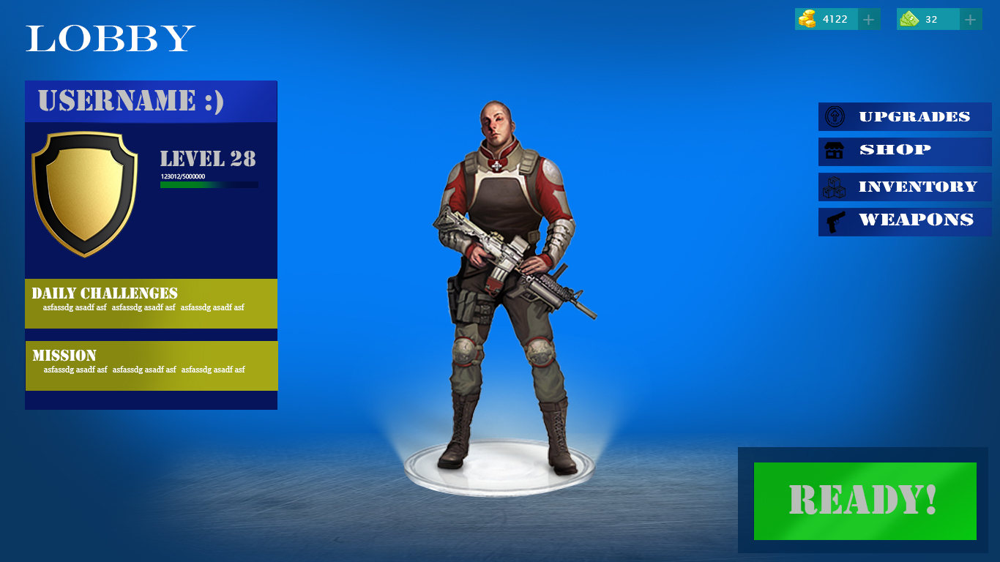 LOBBY
4122 +
32 +
USERNAME :)
LEVEL 28
123012/5000000
DAILY CHALLENGES
asfassdg asadf asf asfassdg asadf asf asfassdg asadf asf
MISSION
asfassdg asadf asf asfassdg asadf asf asfassdg asadf asf
UPGRADES
SHOP
INVENTORY
WEAPONS
READY!